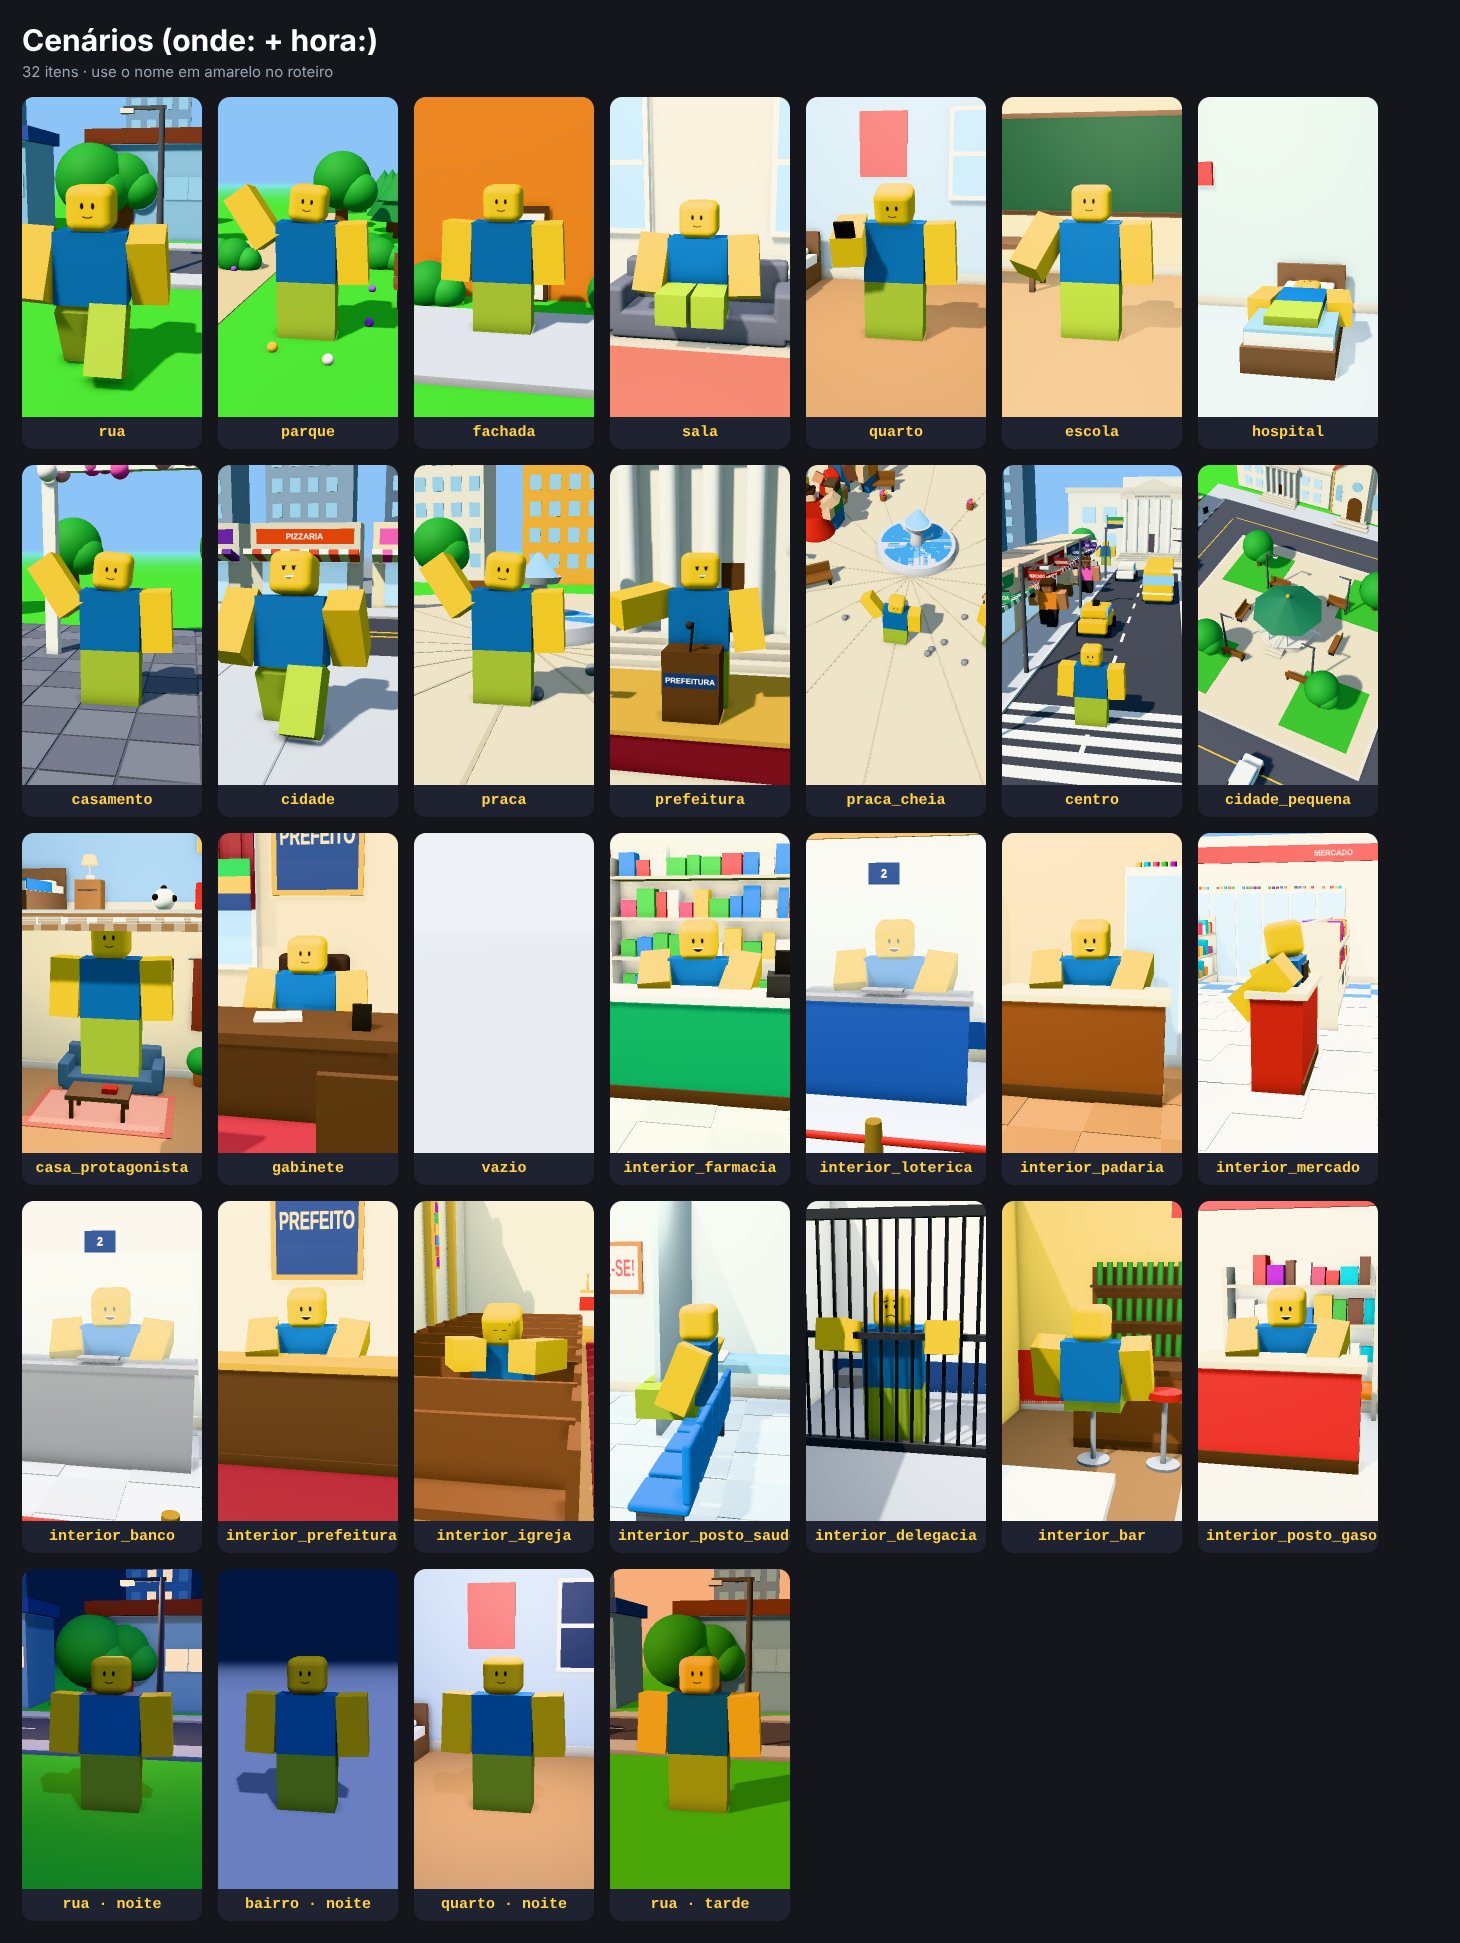 Cenários (onde: + hora:)
32 itens · use o nome em amarelo no roteiro
rua
parque
fachada
sala
quarto
escola
hospital
PIZZARIA
PREFEITURA
casamento
cidade
praca
prefeitura
praca_cheia
centro
cidade_pequena
PREFEITO
2
MERCADO
casa_protagonista
gabinete
vazio
interior_farmacia
interior_loterica
interior_padaria
interior_mercado
2
PREFEITO
-SE!
interior_banco
interior_prefeitura
interior_igreja
interior_posto_saud
interior_delegacia
interior_bar
interior_posto_gaso
rua · noite
bairro · noite
quarto · noite
rua · tarde